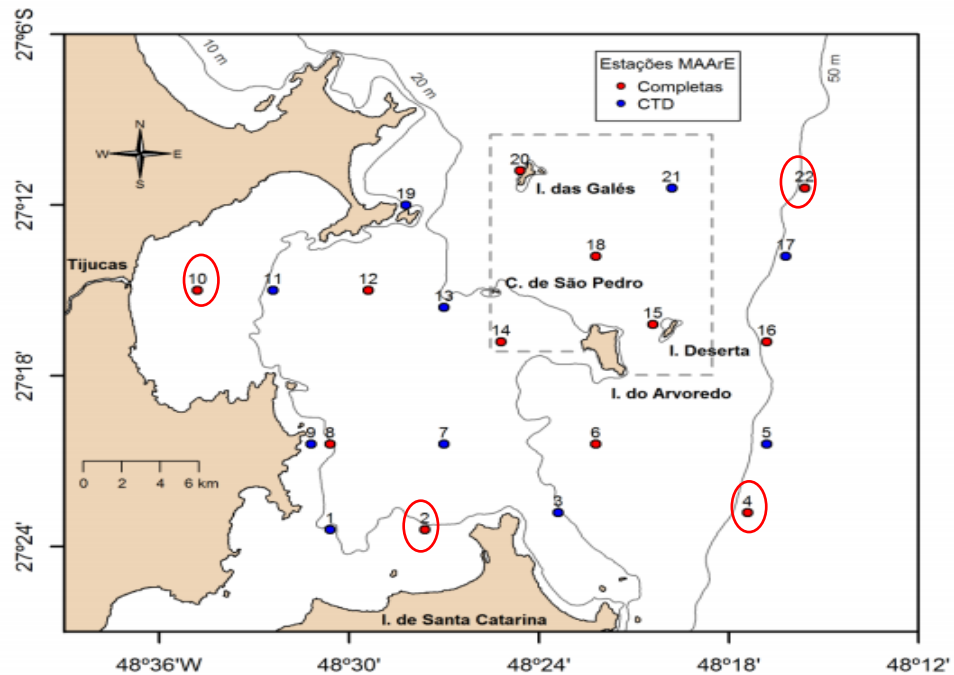 27°6'S
27°12'
27°18'
27°24'
10 m
20 m
50 m
Estações MAArE
Completas
CTD
N
W
E
S
20
I. das Galés
21
22
19
18
17
Tijucas
10
11
12
C. de São Pedro
13
15
14
16
I. Deserta
I. do Arvoredo
9
8
7
6
5
0 2 4 6 km
1
2
3
4
I. de Santa Catarina
48°36'W
48°30'
48°24'
48°18'
48°12'